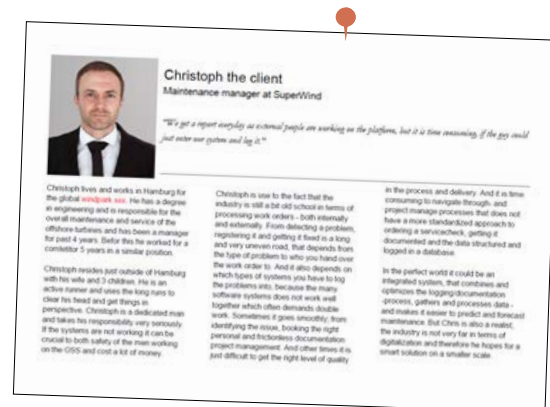 Christoph the client
Maintenance manager at SuperWind
"We get a report everyday as external people are working on the platform, but it is time consuming, if the guy could
just enter our system and log it."
Christoph lives and works in Hamburg for
the global windpark xxx. He has a degree
in engineering and is responsible for the
overall maintenance and service of the
offshore turbines and has been a manager
for past 4 years. Befor this he worked for a
comtetitor 5 years in a similar position.
Christoph resides just outside of Hamburg
with his wife and 3 children. He is an
active runner and uses the long runs to
clear his head and get things in
perspective. Christoph is a dedicated man
and takes his responsibility very seriously.
If the systems are not working it can be
crucial to both safety of the men working
on the OSS and cost a lot of money.
Christoph is use to the fact that the
industry is still a bit old school in terms of
processing work orders - both internally
and externally. From detecting a problem,
registering it and getting it fixed is a long
and very uneven road, that depends from
the type of problem to who you hand over
the work order to. And it also depends on
which types of systems you have to log
the problems into, because the many
software systems does not work well
together which often demands double
work. Sometimes it goes smoothly; from
identifying the issue, booking the right
personal and frictionless documentation
project management. And other times it is
just difficult to get the right level of quality
in the process and delivery. And it is time
consuming to navigate through- and
project manage processes that does not
have a more standardized approach to
ordering a servicecheck, getting it
documented and the data structured and
logged in a database.
In the perfect world it could be an
integrated system, that combines and
optimizes the logging/documentation
-process, gathers and processes data -
and makes it easier to predict and forecast
maintenance. But Chris is also a realist,
the industry is not very far in terms of
digitalization and therefore he hopes for a
smart solution on a smaller scale.